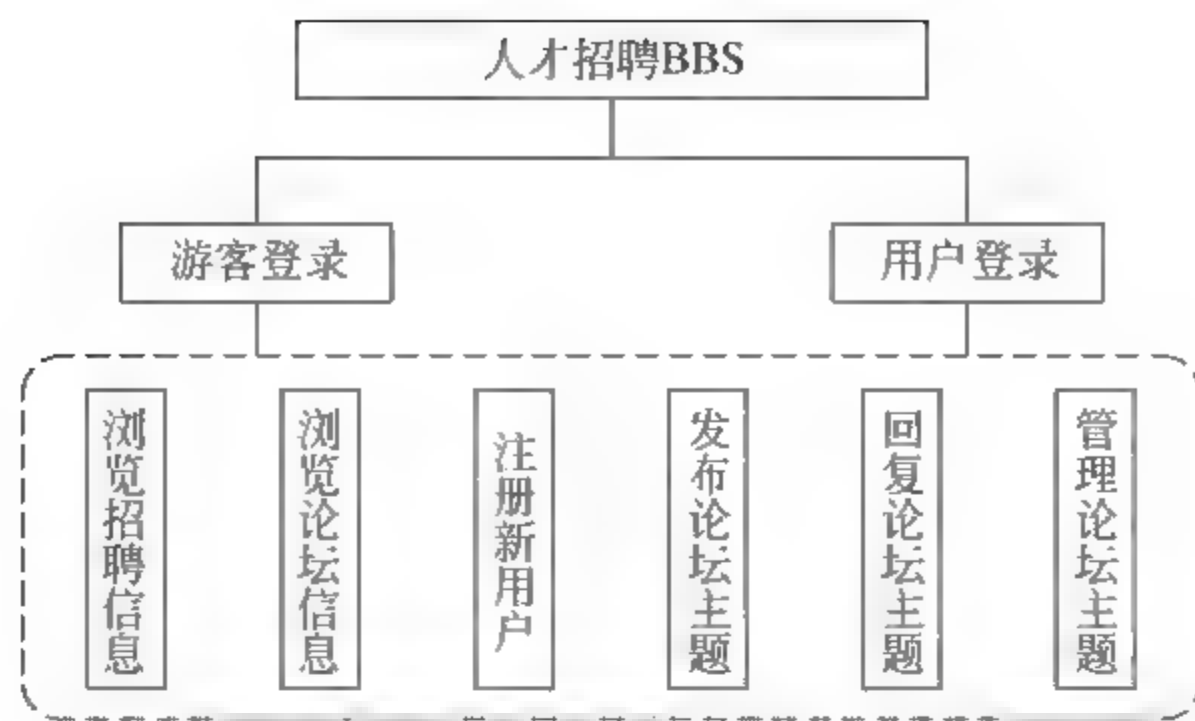 人才招聘BBS
游客登录
用户登录
浏览招聘信息
浏览论坛信息
注册新用户
发布论坛主题
回复论坛主题
管理论坛主题